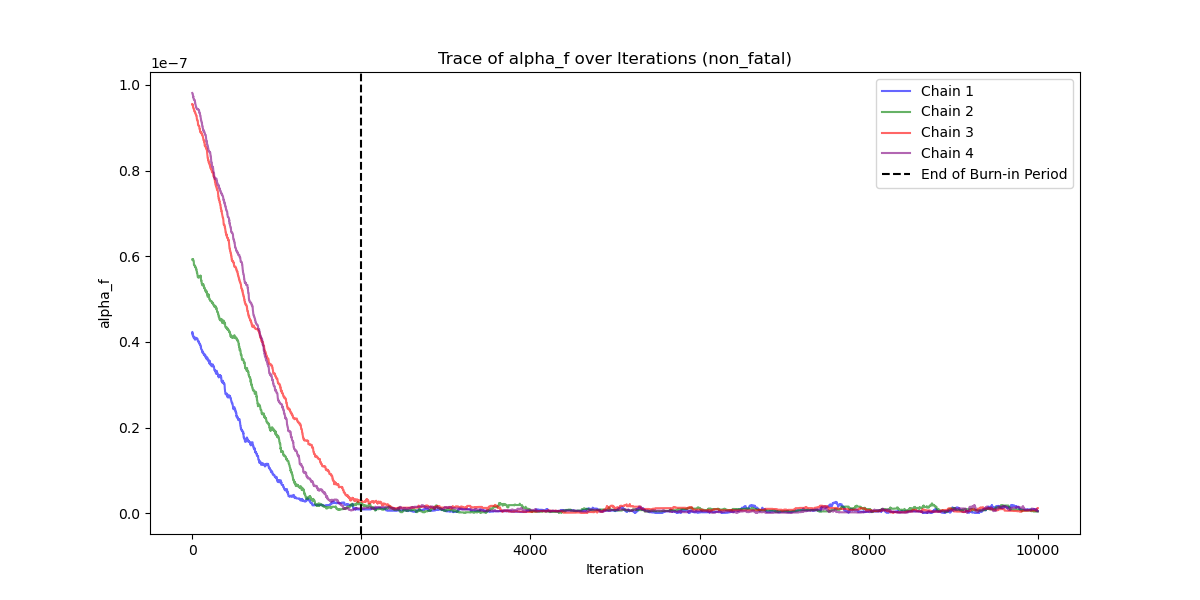 Trace of alpha_f over Iterations (non_fatal)
1e−7
1.0
0.8
0.6
0.4
0.2
0.0
alpha_f
Chain 1
Chain 2
Chain 3
Chain 4
End of Burn-in Period
0
2000
4000
6000
8000
10000
Iteration